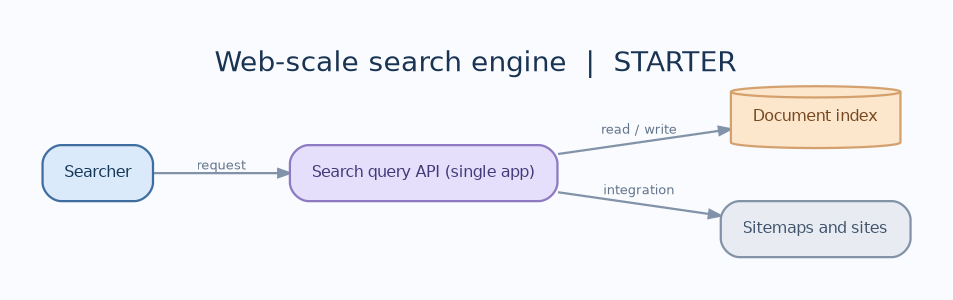 Web-scale search engine | STARTER
Document index
read / write
Searcher
request
Search query API (single app)
integration
Sitemaps and sites